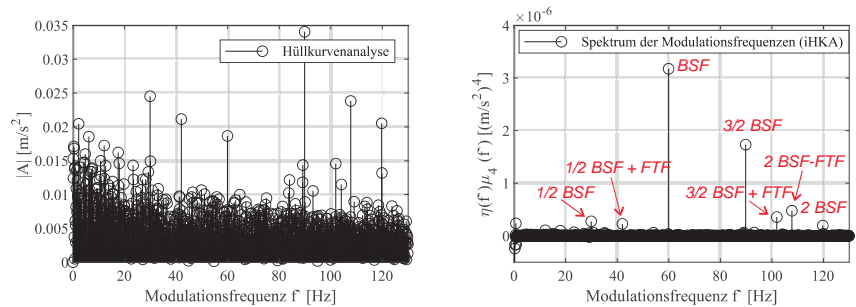 0.035
0.03
0.025
0.02
0.015
0.01
0.005
0
|A| [m/s²]
Hüllkurvenanalyse
0 20 40 60 80 100 120
Modulationsfrequenz f` [Hz]
×10⁻⁶
4
3
2
1
0
η(f`)μ₄ (f`) [(m/s²)⁴]
Spektrum der Modulationsfrequenzen (iHKA)
BSF
3/2 BSF
1/2 BSF + FTF
2 BSF-FTF
1/2 BSF
3/2 BSF + FTF
2 BSF
0 20 40 60 80 100 120
Modulationsfrequenz f` [Hz]